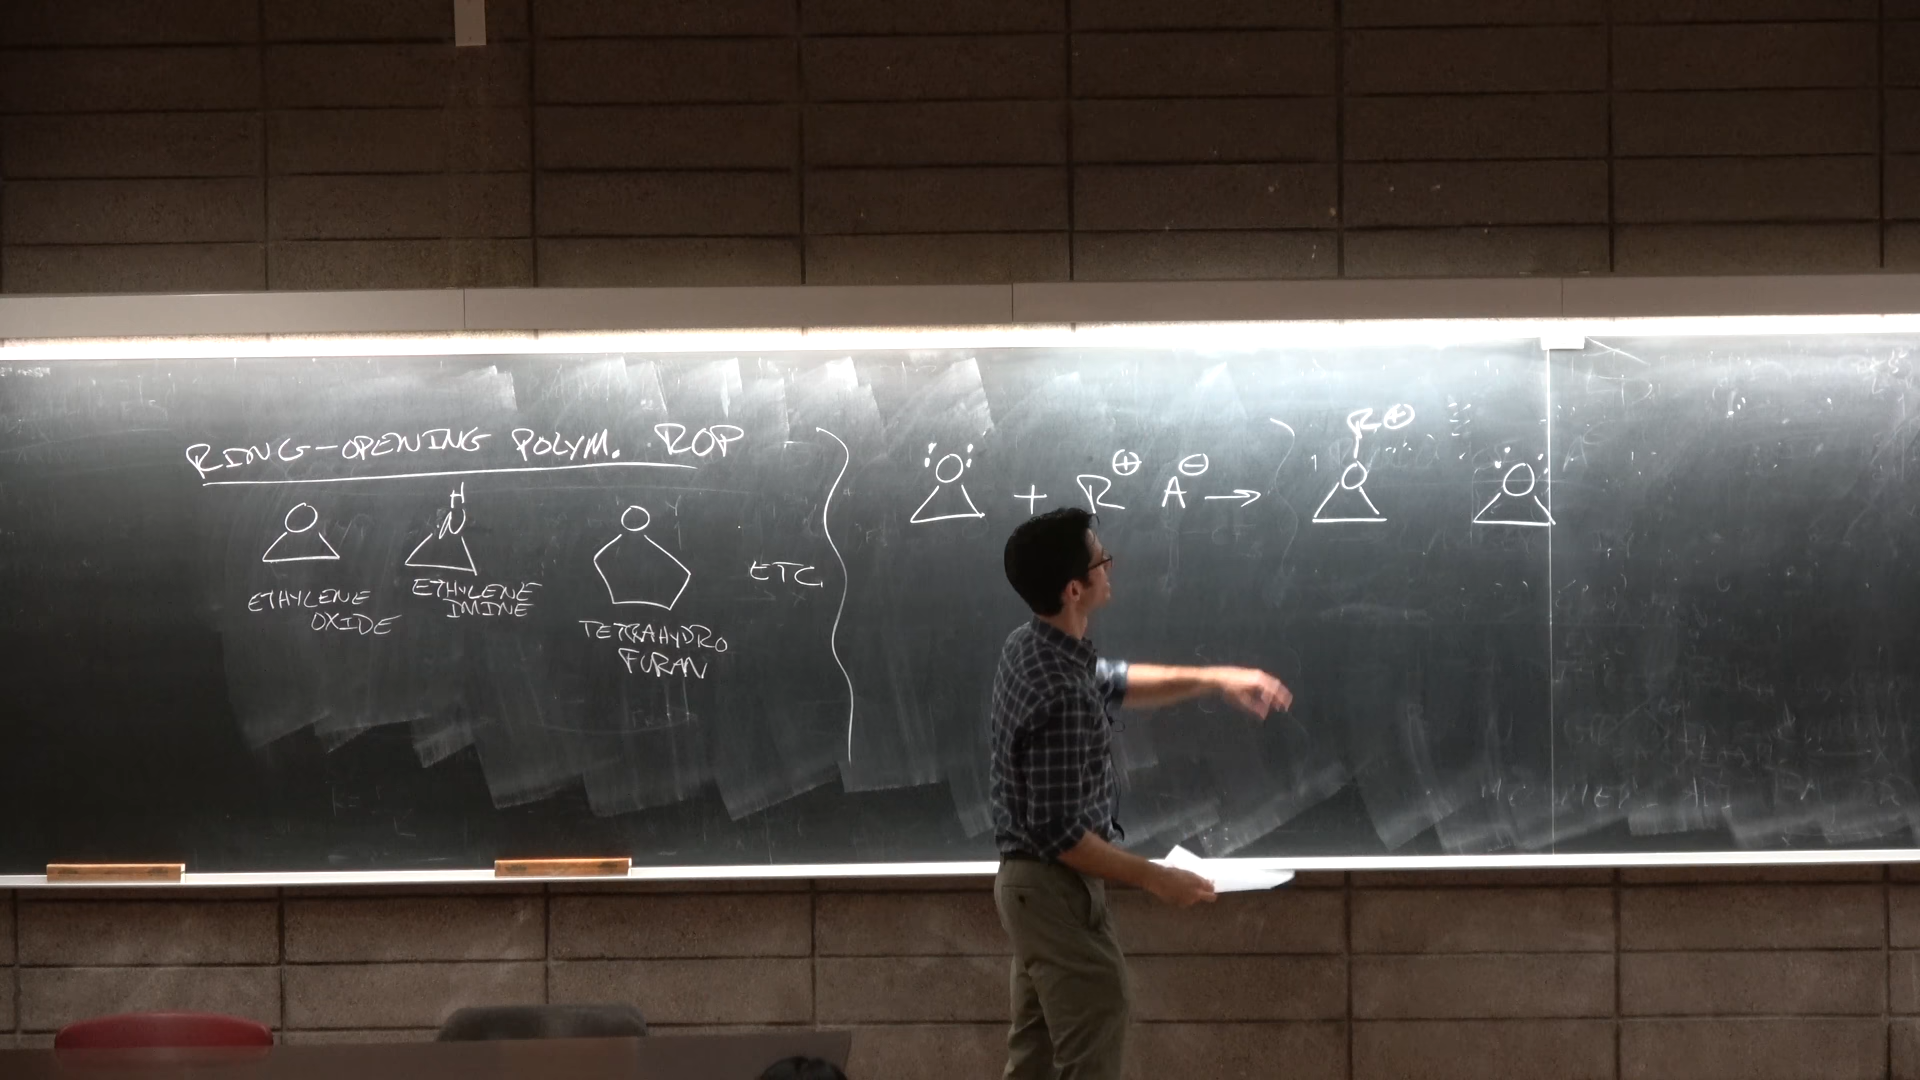 RING-OPENING POLYM. ROP
O
H
N
O
ETC.
ETHYLENE
OXIDE
ETHYLENE
IMINE
TETRAHYDRO
FURAN
O + R⊕ A⊖ → R⊕
O
O